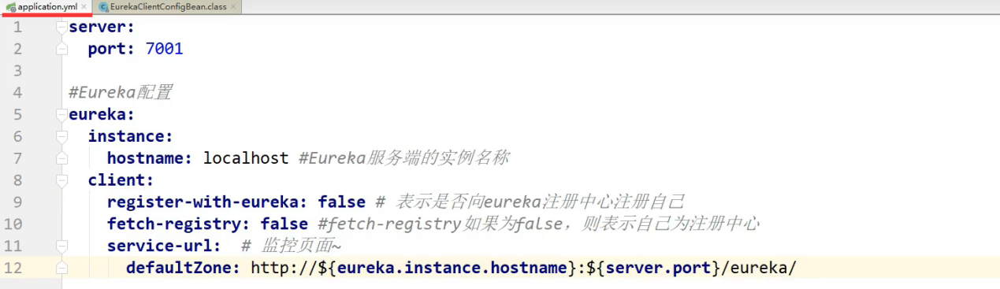 application.yml × EurekaClientConfigBean.class ×
1 server:
2 port: 7001
3
4 #Eureka配置
5 eureka:
6 instance:
7 hostname: localhost #Eureka服务端的实例名称
8 client:
9 register-with-eureka: false # 表示是否向eureka注册中心注册自己
10 fetch-registry: false #fetch-registry如果为false，则表示自己为注册中心
11 service-url: # 监控页面~
12 defaultZone: http://${eureka.instance.hostname}:${server.port}/eureka/